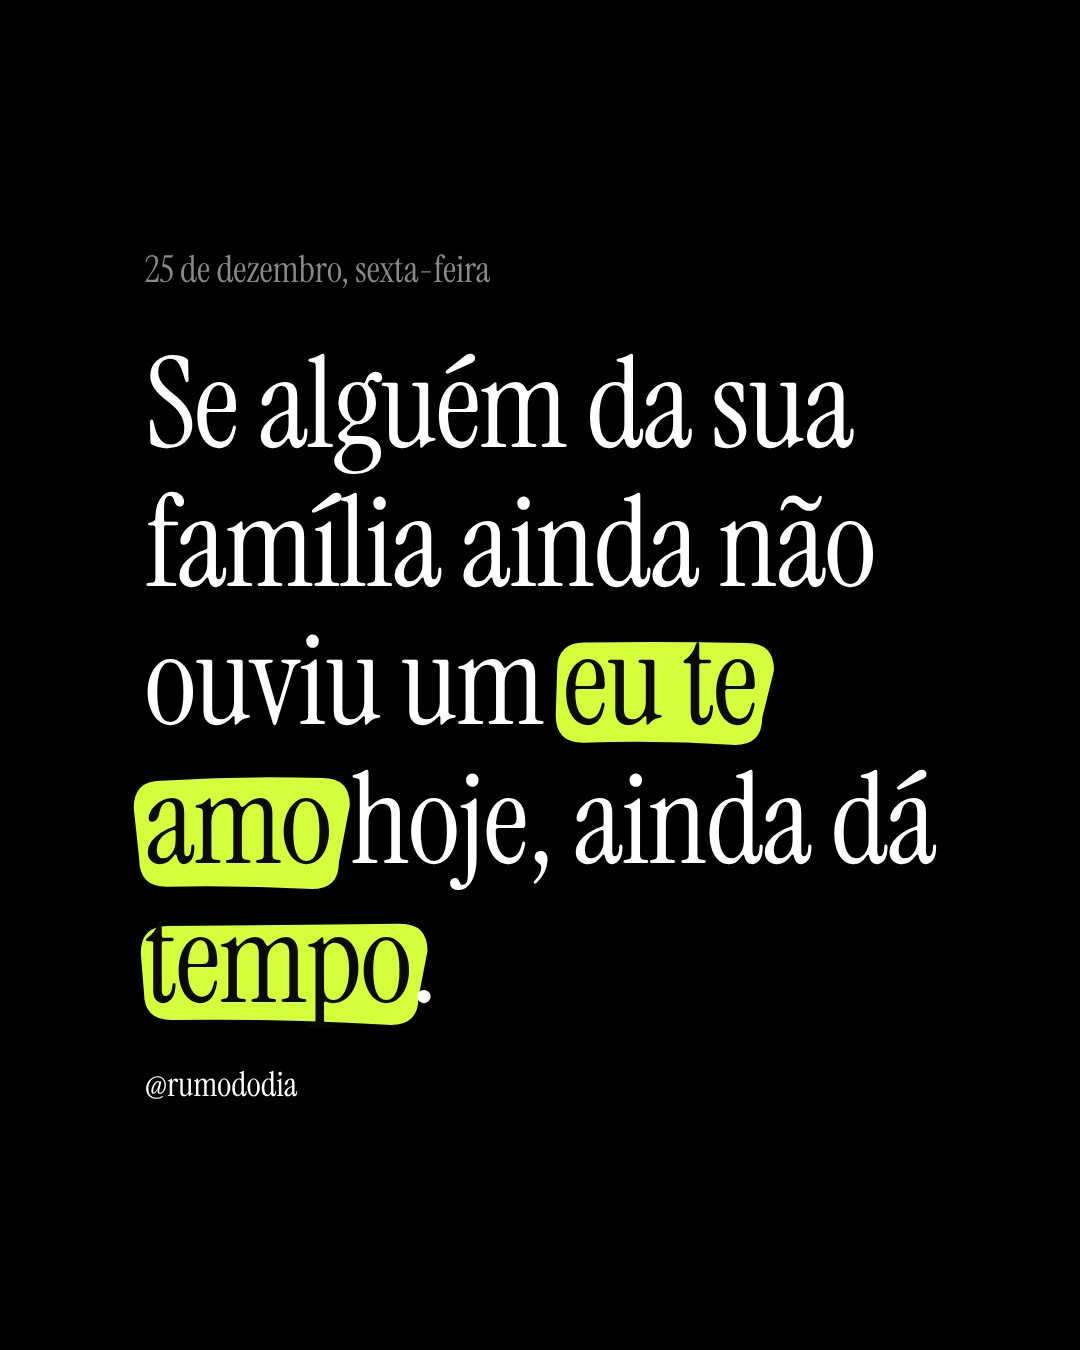 25 de dezembro, sexta-feira
Se alguém da sua
família ainda não
ouviu um eu te
amo hoje, ainda dá
tempo.
@rumododia